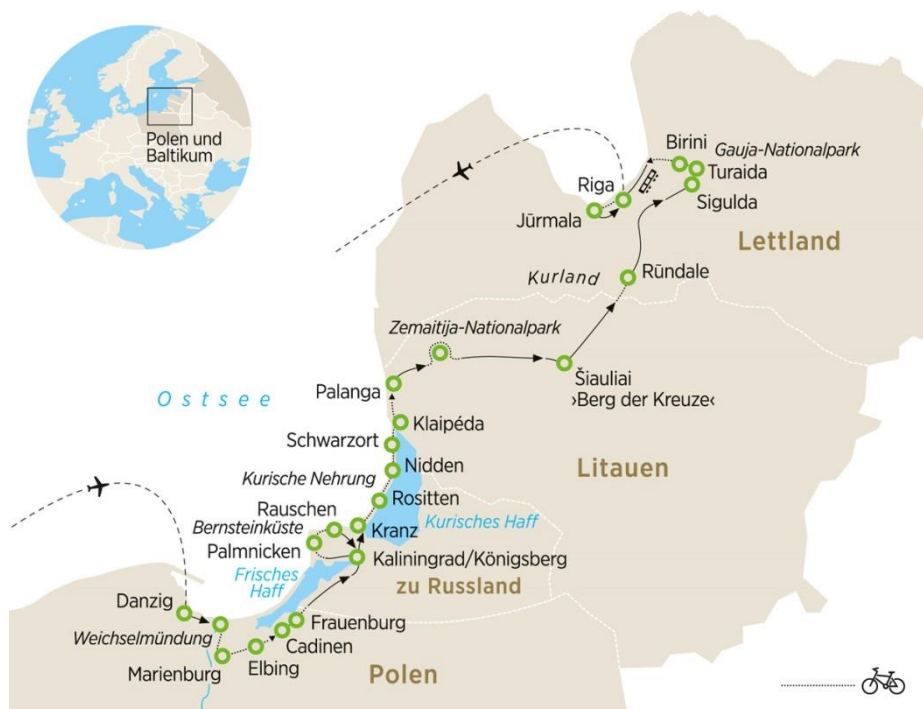 Polen und
Baltikum
Birini
Gauja-Nationalpark
Turaida
Riga
Sigulda
Jūrmala
Lettland
Kurland
Rūndale
Zemaitija-Nationalpark
Šiauliai
›Berg der Kreuze‹
Palanga
Ostsee
Klaipéda
Schwarzort
Nidden
Litauen
Kurische Nehrung
Rositten
Rauschen
Kurisches Haff
Bernsteinküste
Kranz
Palmnicken
Kaliningrad/Königsberg
Frisches
Haff
zu Russland
Danzig
Frauenburg
Weichselmündung
Cadinen
Elbing
Marienburg
Polen